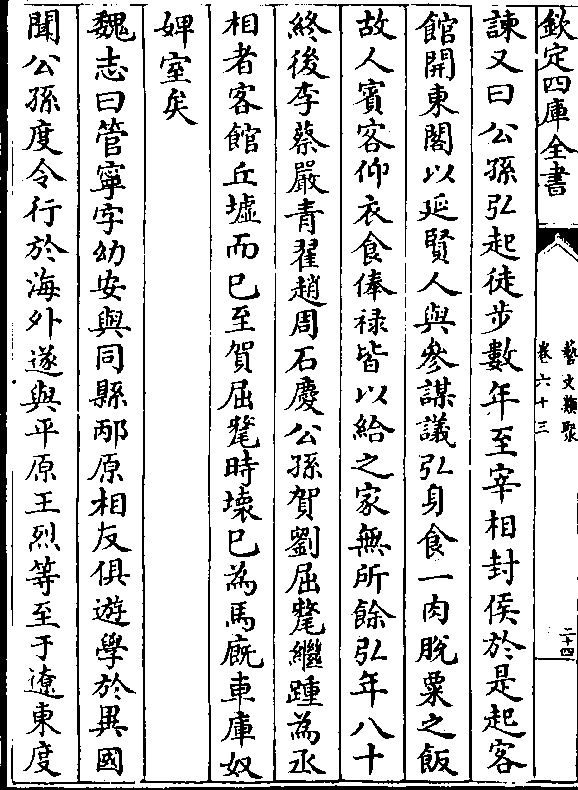 欽定四庫全書
藝文類聚
卷六十三
二十四
諫又曰公孫弘起徒步數年至宰相封侯於是起客
館開東閣以延賢人與參謀議弘身食一肉脫粟之飯
故人賓客仰衣食俸祿皆以給之家無所餘弘年八十
終後李蔡嚴青翟趙周石慶公孫賀劉屈氂繼踵為丞
相者客館丘墟而已至賀屈氂時壊已為馬廐車庫奴
婢室矣
魏志曰管寧字幼安與同縣邴原相友俱遊學於異國
聞公孫度令行於海外遂與平原王烈等至于遼東度